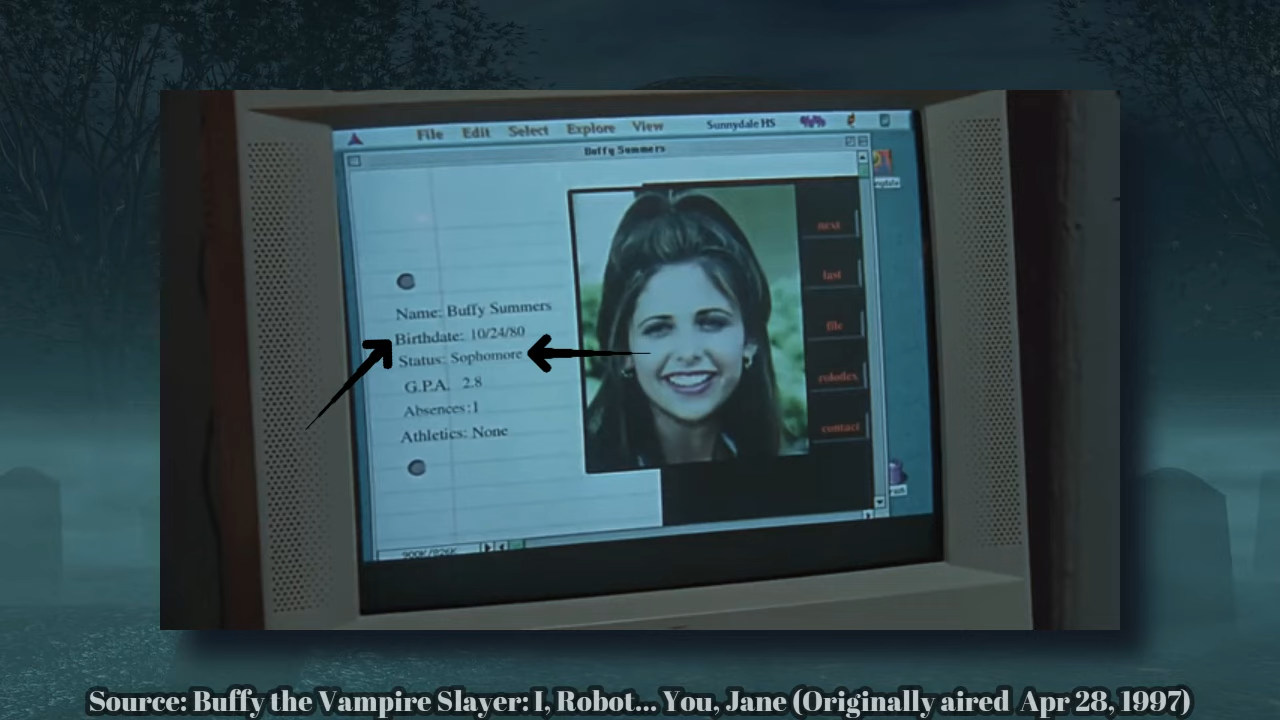 File Edit Select Explore View Sunnydale HS
Buffy Summers
next
last
file
rolodex
contact
Name: Buffy Summers
Birthdate: 10/24/80
Status: Sophomore
G.P.A. 2.8
Absences: 1
Athletics: None
Source: Buffy the Vampire Slayer: I, Robot... You, Jane (Originally aired Apr 28, 1997)